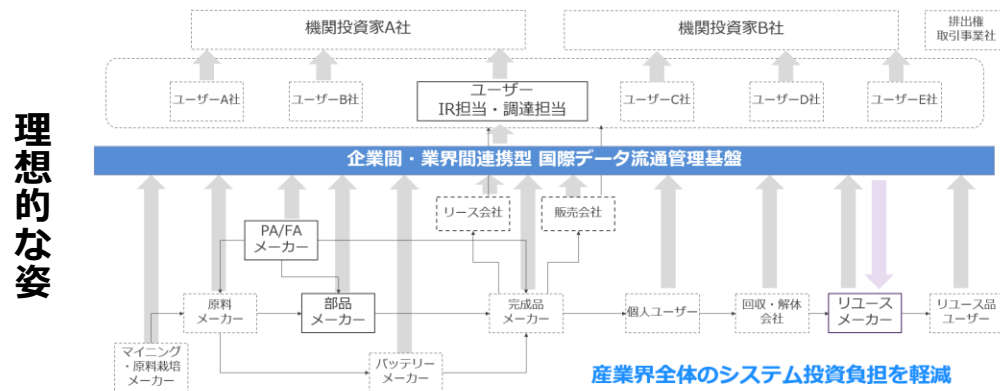 理想的な姿
機関投資家A社
機関投資家B社
排出権
取引事業社
ユーザーA社
ユーザーB社
ユーザー
IR担当・調達担当
ユーザーC社
ユーザーD社
ユーザーE社
企業間・業界間連携型 国際データ流通管理基盤
リース会社
販売会社
PA/FA
メーカー
原料
メーカー
部品
メーカー
完成品
メーカー
個人ユーザー
回収・解体
会社
リユース
メーカー
リユース品
ユーザー
マイニング
・原料栽培
メーカー
バッテリー
メーカー
産業界全体のシステム投資負担を軽減